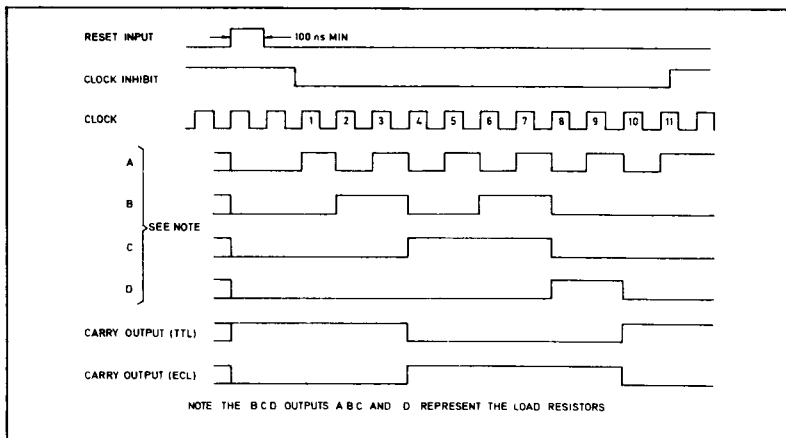 RESET INPUT
100 ns MIN
CLOCK INHIBIT
CLOCK
1 2 3 4 5 6 7 8 9 10 11
A
B
SEE NOTE
C
D
CARRY OUTPUT (TTL)
CARRY OUTPUT (ECL)
NOTE THE B C D OUTPUTS A B C AND D REPRESENT THE LOAD RESISTORS